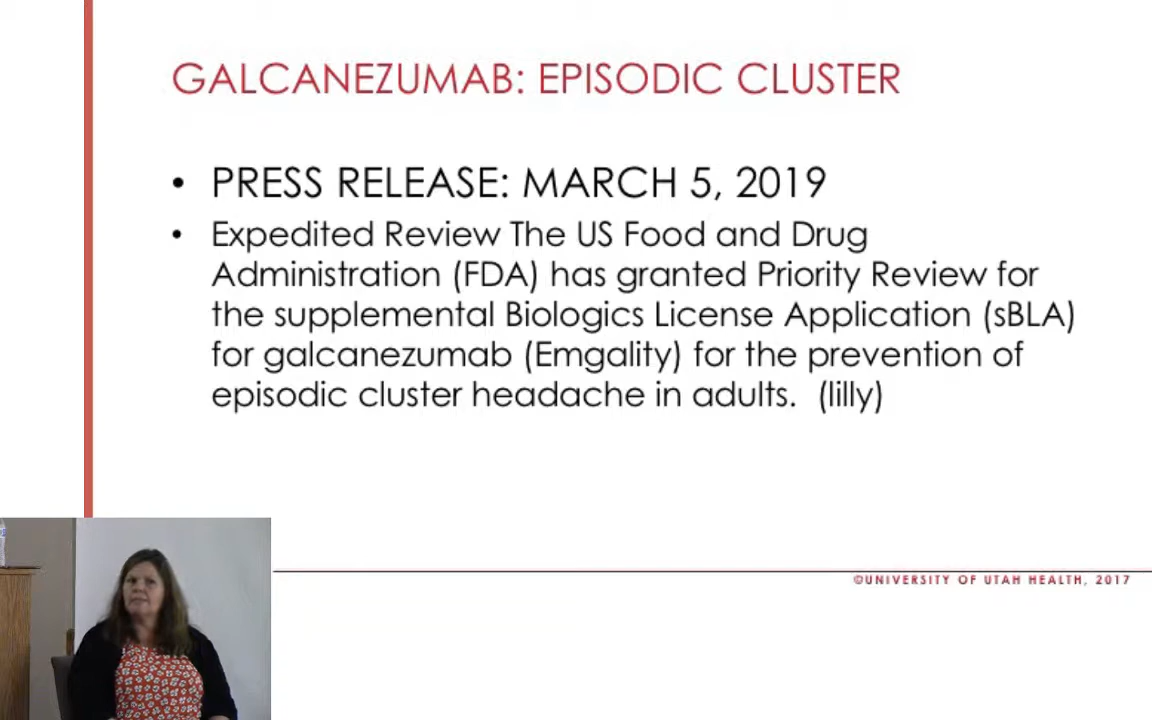 GALCANEZUMAB: EPISODIC CLUSTER
• PRESS RELEASE: MARCH 5, 2019
• Expedited Review The US Food and Drug
Administration (FDA) has granted Priority Review for
the supplemental Biologics License Application (sBLA)
for galcanezumab (Emgality) for the prevention of
episodic cluster headache in adults.  (lilly)
©UNIVERSITY OF UTAH HEALTH, 2017